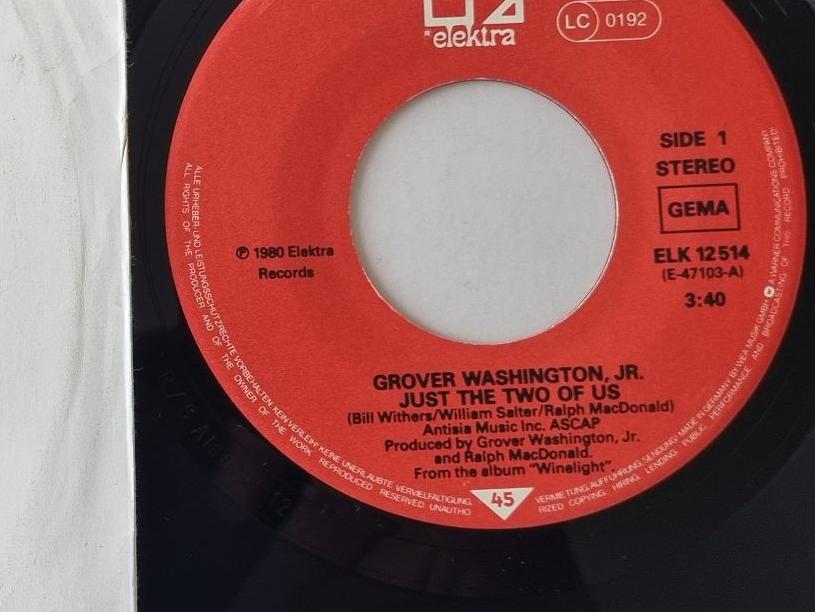 elektra
LC 0192
SIDE 1
STEREO
GEMA
ELK 12 514
(E-47103-A)
3:40
℗ 1980 Elektra
Records
GROVER WASHINGTON, JR.
JUST THE TWO OF US
(Bill Withers/William Salter/Ralph MacDonald)
Antisia Music Inc. ASCAP
Produced by Grover Washington, Jr.
and Ralph MacDonald.
From the album "Winelight".
45
ALLE URHEBER-UND LEISTUNGSSCHUTZRECHTE VORBEHALTEN. KEIN VERLEIH! KEINE UNERLAUBTE VERVIELFÄLTIGUNG,
VERMIETUNG, AUFFÜHRUNG, SENDUNG! MADE IN GERMANY BY WEA MUSIK GMBH A WARNER COMMUNICATIONS COMPANY
ALL RIGHTS OF THE PRODUCER AND OF THE OWNER OF THE WORK REPRODUCED RESERVED UNAUTHO
RIZED COPYING, HIRING, LENDING, PUBLIC PERFORMANCE AND BROADCASTING OF THIS RECORD PROHIBITED